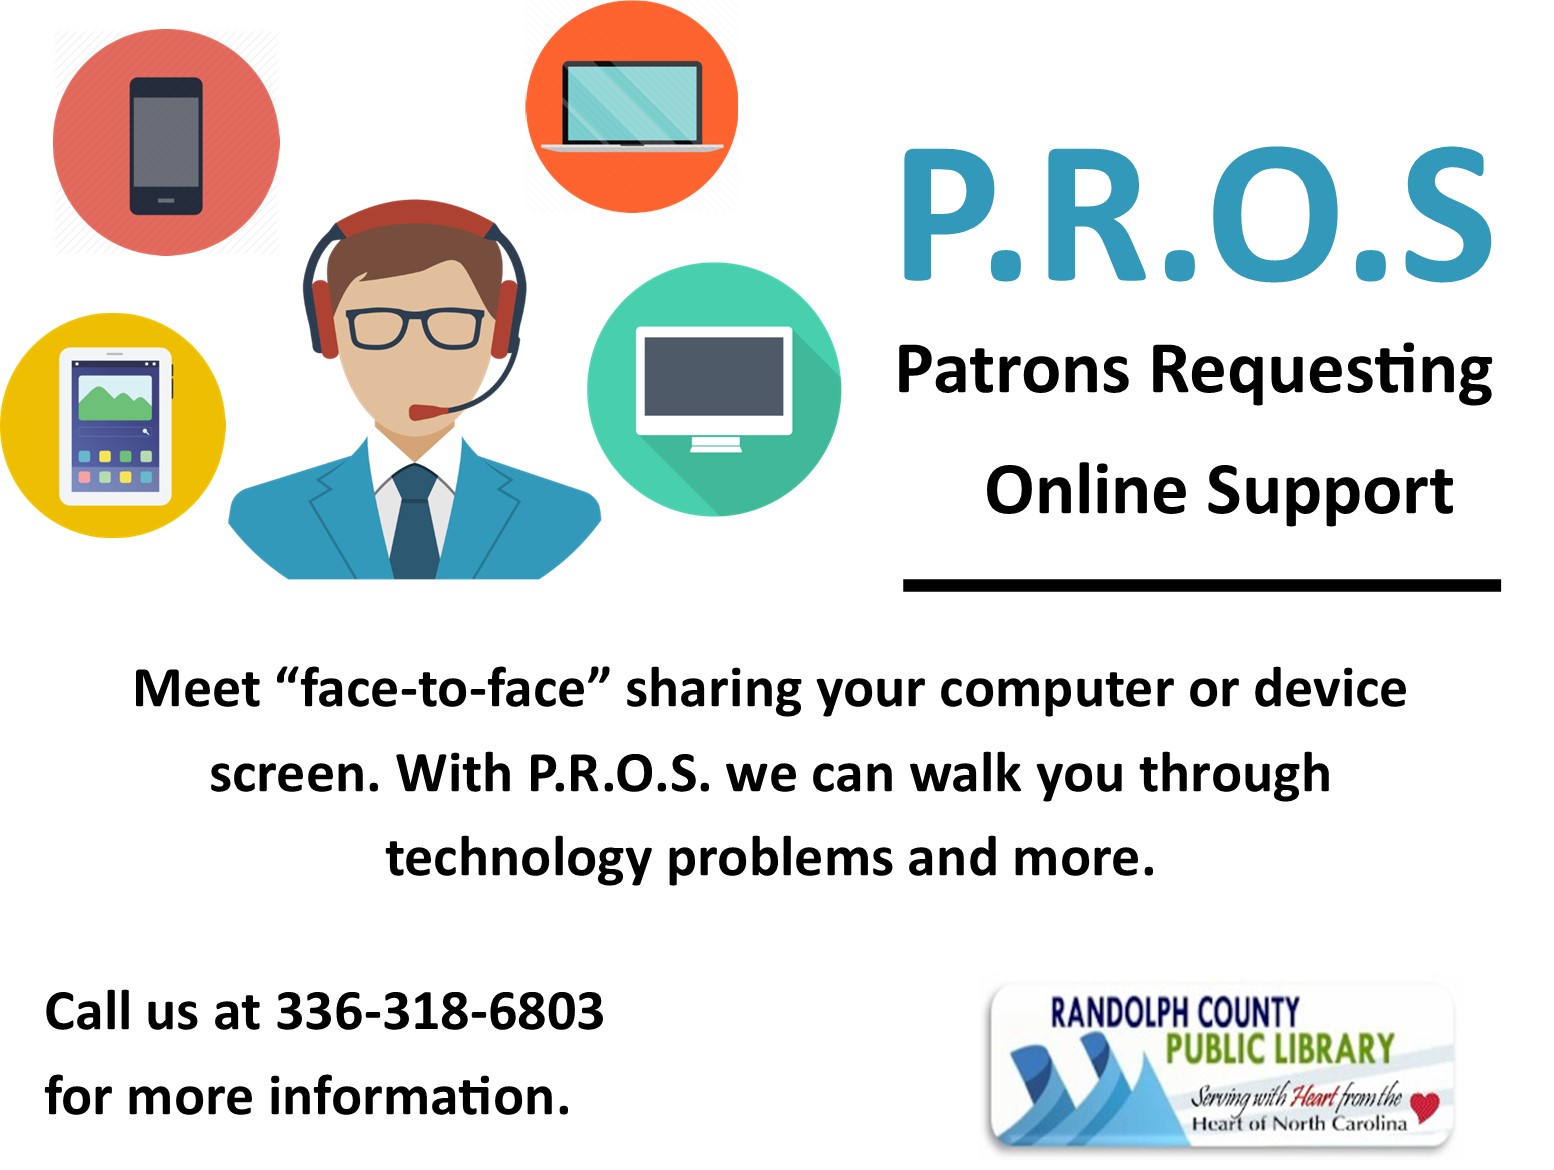 P.R.O.S
Patrons Requesting
Online Support
Meet “face-to-face” sharing your computer or device
screen. With P.R.O.S. we can walk you through
technology problems and more.
Call us at 336-318-6803
for more information.
RANDOLPH COUNTY
PUBLIC LIBRARY
Serving with Heart from the
Heart of North Carolina